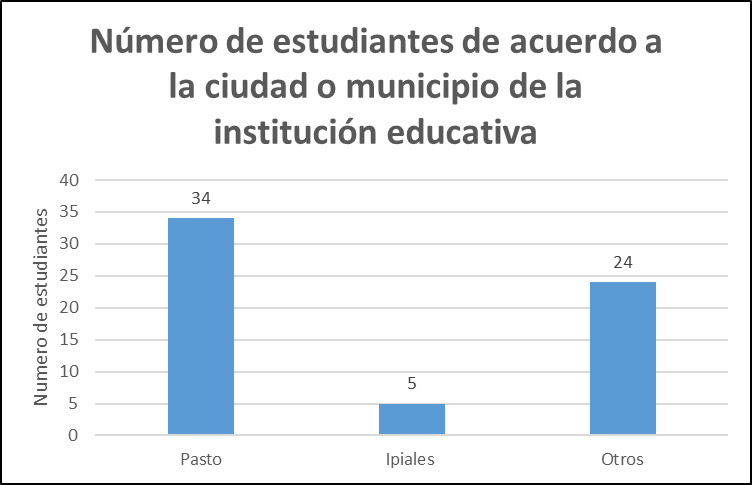 Número de estudiantes de acuerdo a
la ciudad o municipio de la
institución educativa
Numero de estudiantes
40
35
30
25
20
15
10
5
0
34
5
24
Pasto
Ipiales
Otros